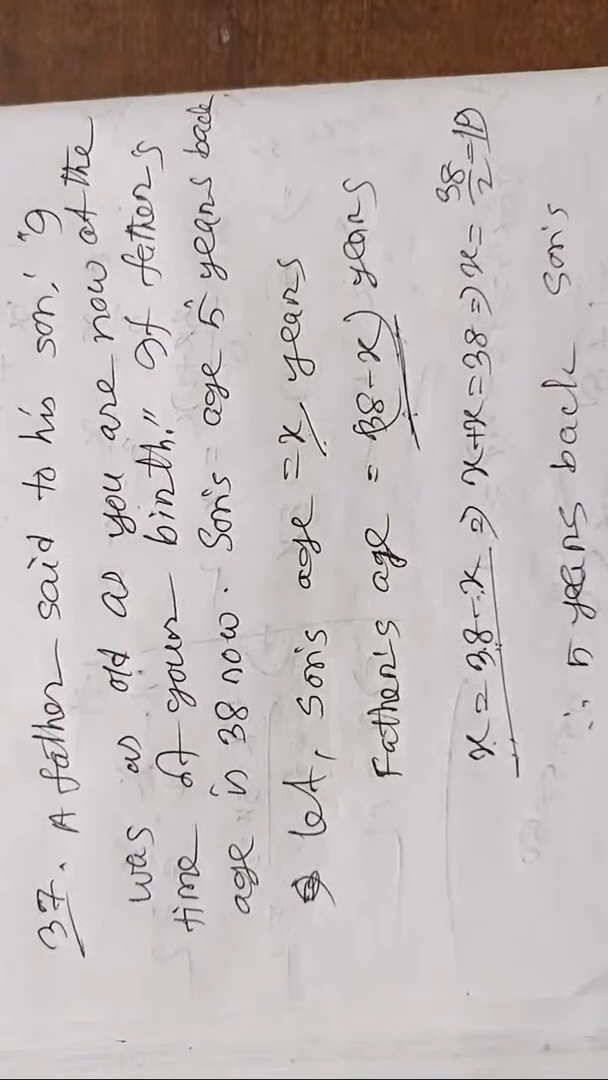 37. A father said to his son, "I
was as old as you are now at the
time of your birth." If father's
age is 38 now. Son's age 5 years back.
let, son's age = x years
Father's age = (38-x) years
x = 38-x ⇒ x+x = 38 ⇒ x = 38/2 = 19
∴ 5 years back son's